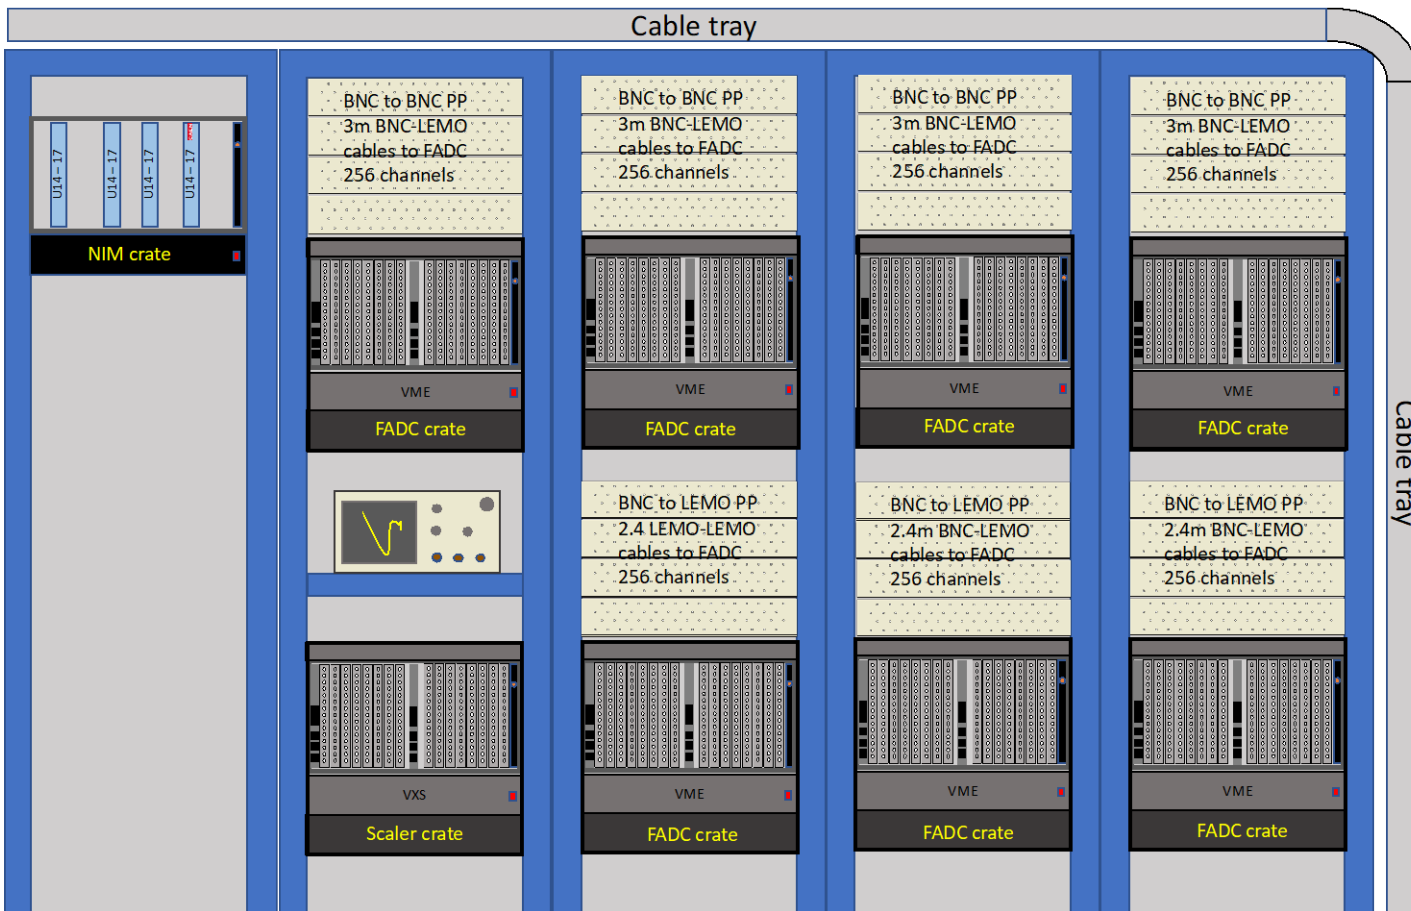 Cable tray
U14 – 17
U14 – 17
U14 – 17
U14 – 17
NIM crate
BNC to BNC PP
3m BNC-LEMO
cables to FADC
256 channels
VME
FADC crate
VXS
Scaler crate
BNC to BNC PP
3m BNC-LEMO
cables to FADC
256 channels
VME
FADC crate
BNC to LEMO PP
2.4 LEMO-LEMO
cables to FADC
256 channels
VME
FADC crate
BNC to BNC PP
3m BNC-LEMO
cables to FADC
256 channels
VME
FADC crate
BNC to LEMO PP
2.4m BNC-LEMO
cables to FADC
256 channels
VME
FADC crate
BNC to BNC PP
3m BNC-LEMO
cables to FADC
256 channels
VME
FADC crate
BNC to LEMO PP
2.4m BNC-LEMO
cables to FADC
256 channels
VME
FADC crate
Cable tray